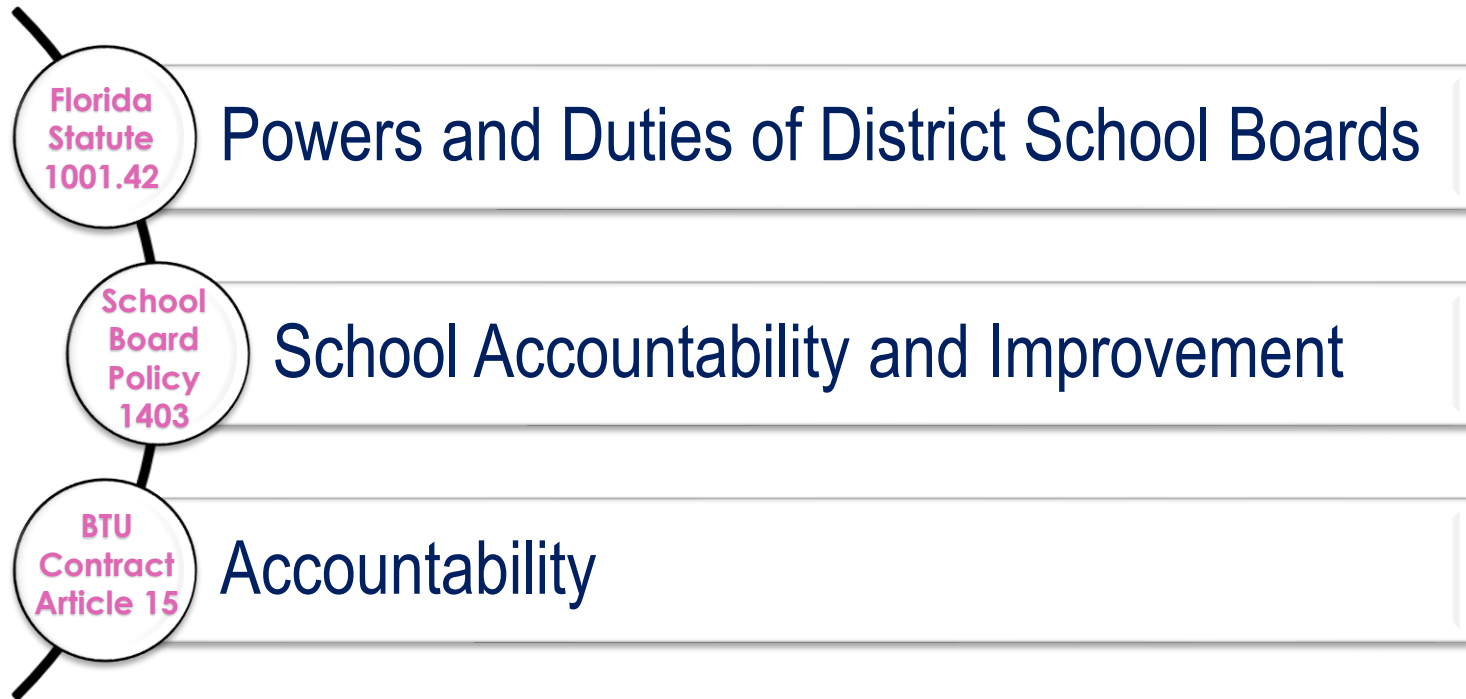 Florida
Statute
1001.42
Powers and Duties of District School Boards
School
Board
Policy
1403
School Accountability and Improvement
BTU
Contract
Article 15
Accountability